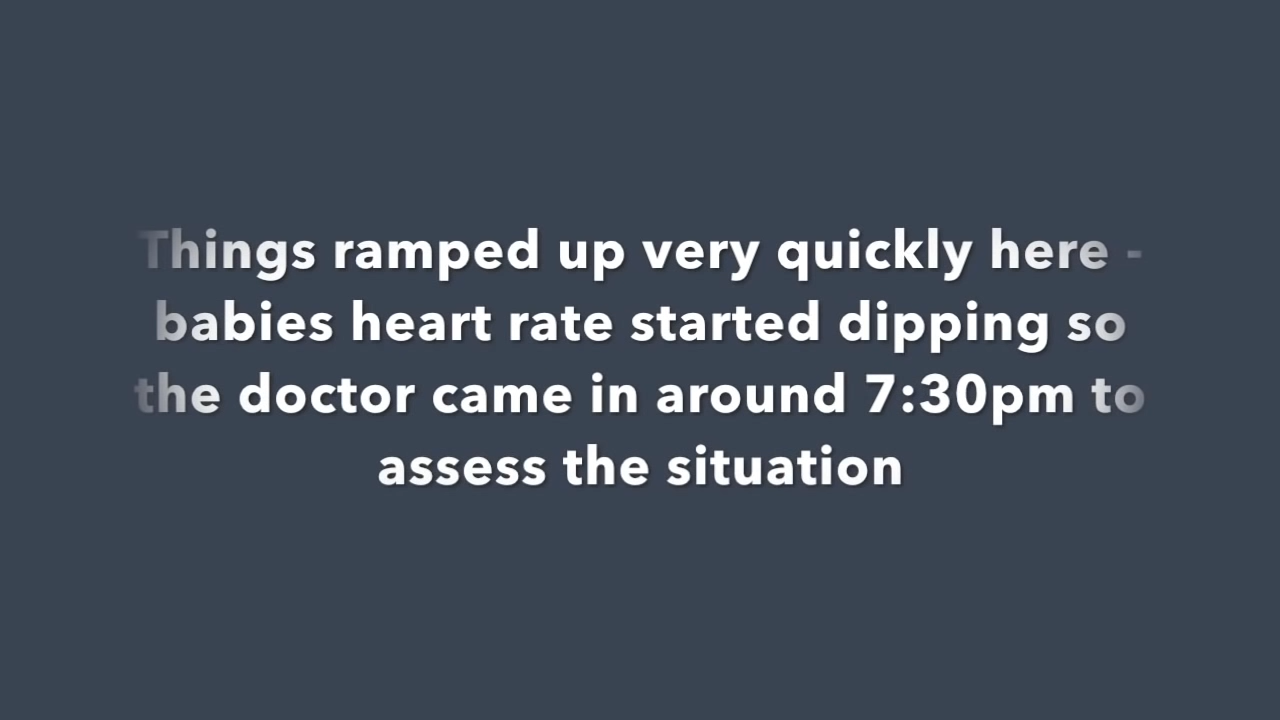 Things ramped up very quickly here -
babies heart rate started dipping so
the doctor came in around 7:30pm to
assess the situation